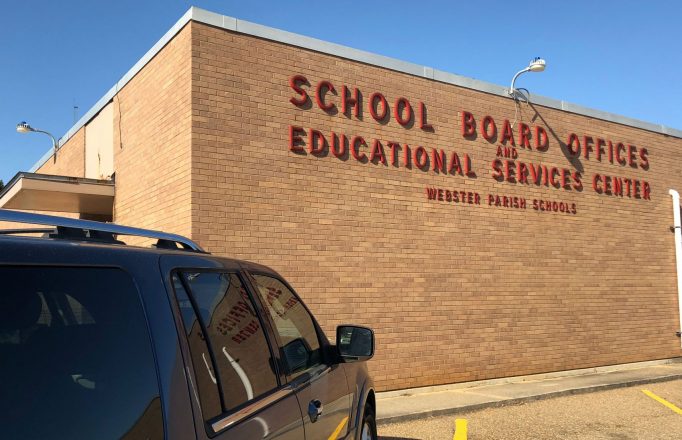 SCHOOL BOARD OFFICES
AND
EDUCATIONAL SERVICES CENTER
WEBSTER PARISH SCHOOLS